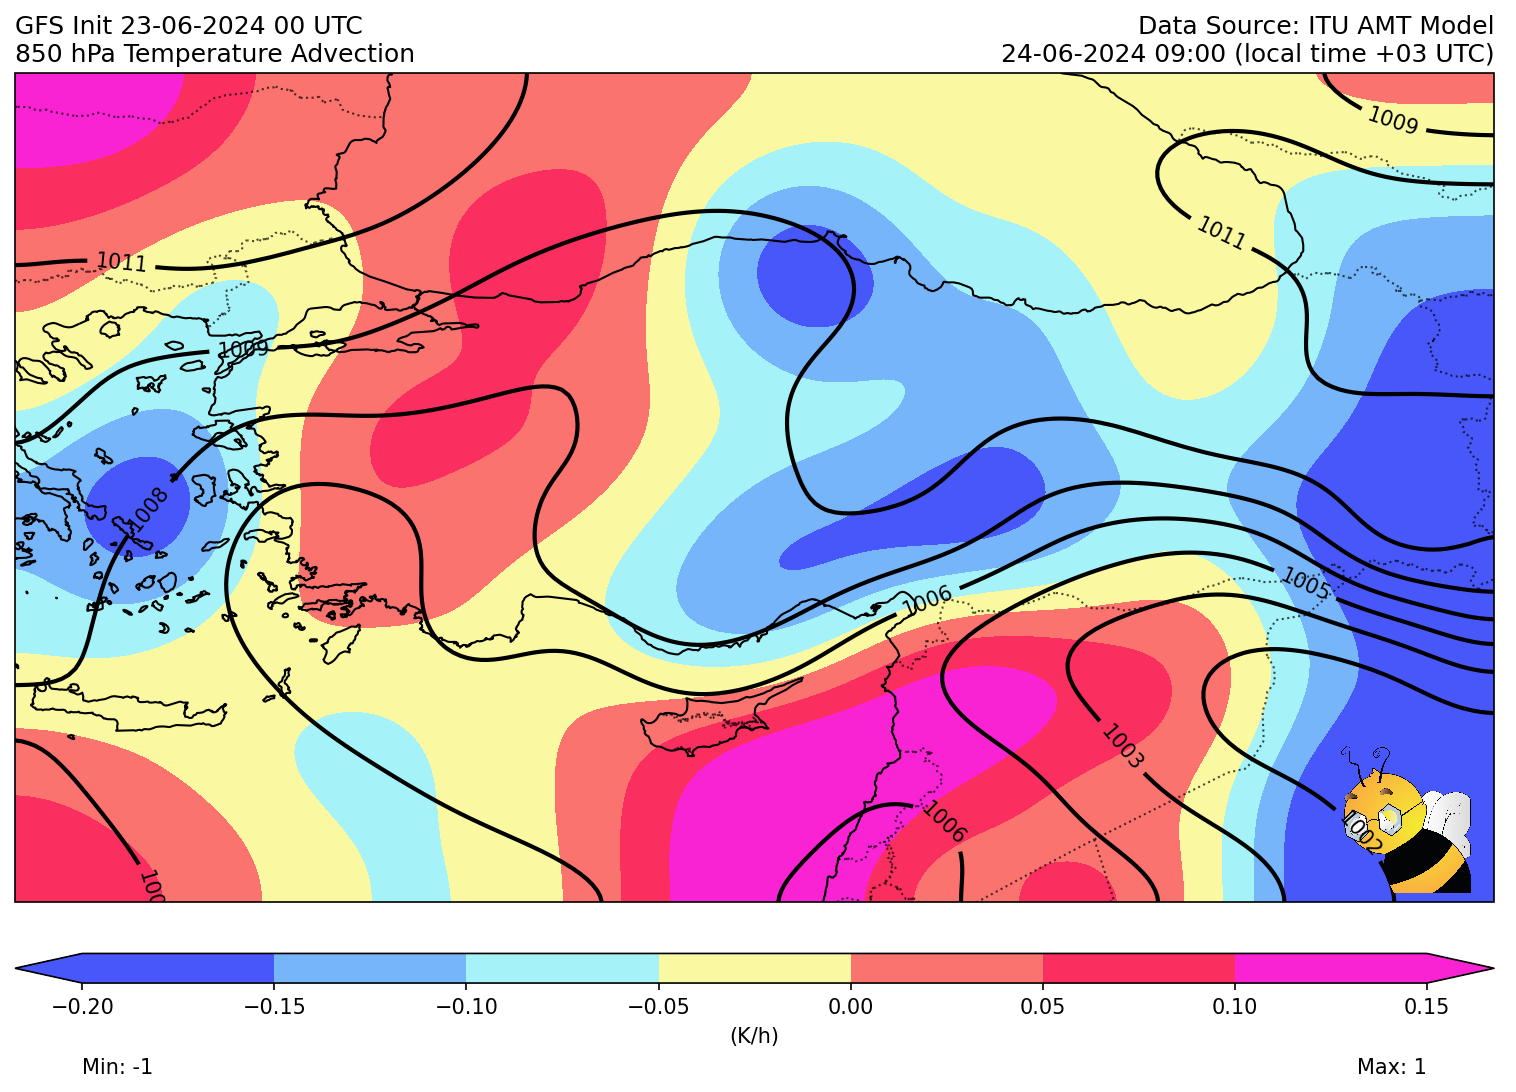 GFS Init 23-06-2024 00 UTC
850 hPa Temperature Advection
Data Source: ITU AMT Model
24-06-2024 09:00 (local time +03 UTC)
1009
1011
1011
1009
1008
1005
1006
1003
1006
1002
100
−0.20
−0.15
−0.10
−0.05
0.00
0.05
0.10
0.15
(K/h)
Min: -1
Max: 1